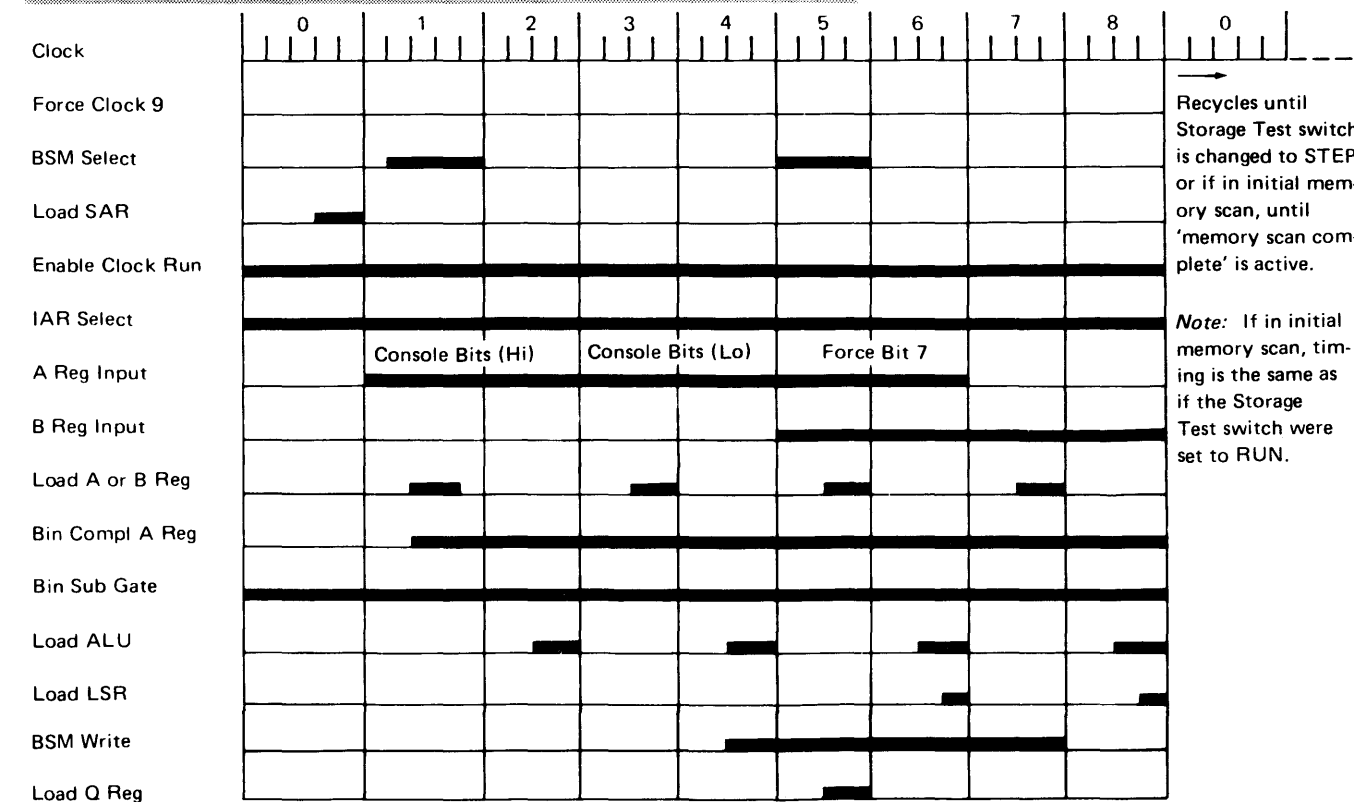 0 1 2 3 4 5 6 7 8 0
Clock
Force Clock 9
BSM Select
Load SAR
Enable Clock Run
IAR Select
Console Bits (Hi) Console Bits (Lo) Force Bit 7
A Reg Input
B Reg Input
Load A or B Reg
Bin Compl A Reg
Bin Sub Gate
Load ALU
Load LSR
BSM Write
Load Q Reg
Recycles until
Storage Test switch
is changed to STEP
or if in initial mem-
ory scan, until
'memory scan com-
plete' is active.
Note: If in initial
memory scan, tim-
ing is the same as
if the Storage
Test switch were
set to RUN.